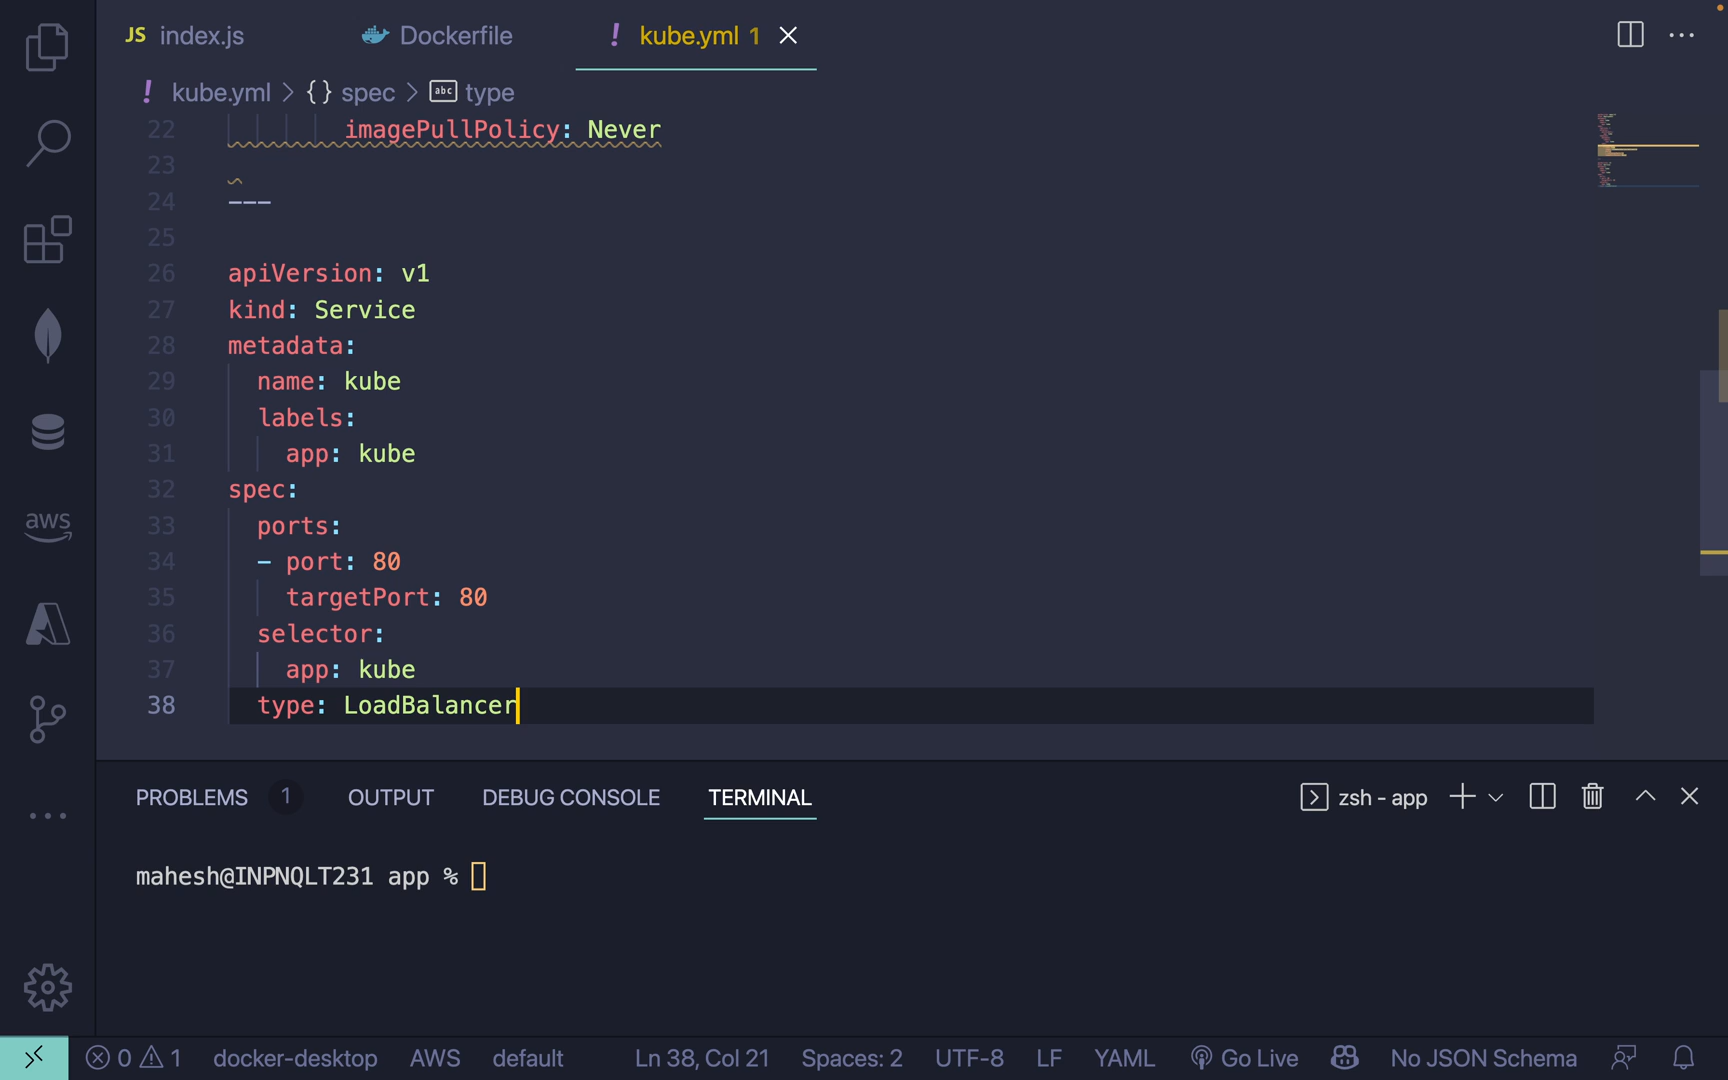 JS index.js
Dockerfile
! kube.yml 1
! kube.yml > {} spec > abc type
22 imagePullPolicy: Never
23
24 ---
25
26 apiVersion: v1
27 kind: Service
28 metadata:
29 name: kube
30 labels:
31 app: kube
32 spec:
33 ports:
34 - port: 80
35 targetPort: 80
36 selector:
37 app: kube
38 type: LoadBalancer
aws
PROBLEMS 1 OUTPUT DEBUG CONSOLE TERMINAL zsh - app
mahesh@INPNQLT231 app %
0 1 docker-desktop AWS default Ln 38, Col 21 Spaces: 2 UTF-8 LF YAML Go Live No JSON Schema